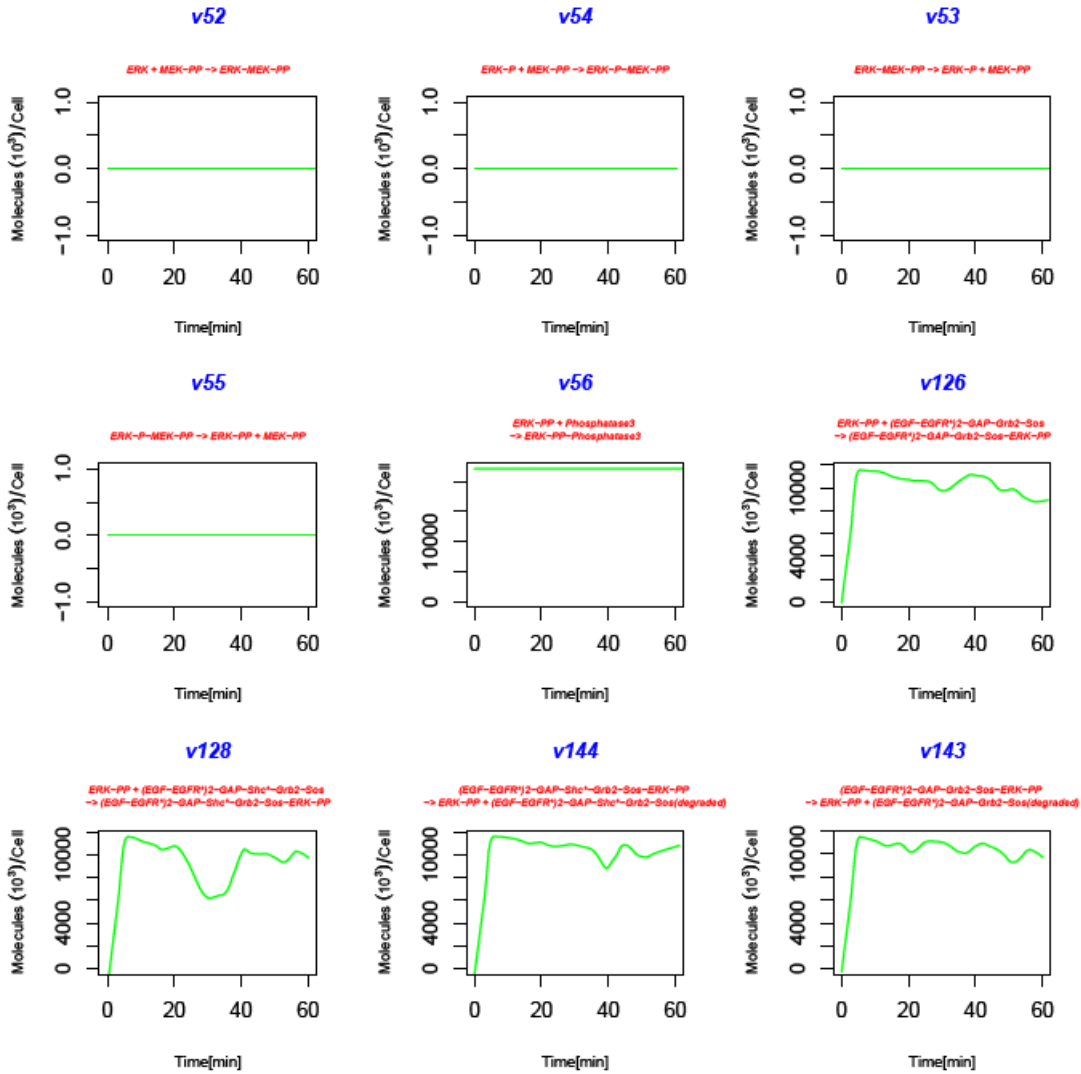 v52
ERK + MEK−PP −> ERK−MEK−PP
Molecules (10³)/Cell
1.0
0.0
−1.0
0 20 40 60
Time[min]
v54
ERK−P + MEK−PP −> ERK−P−MEK−PP
Molecules (10³)/Cell
1.0
0.0
−1.0
0 20 40 60
Time[min]
v53
ERK−MEK−PP −> ERK−P + MEK−PP
Molecules (10³)/Cell
1.0
0.0
−1.0
0 20 40 60
Time[min]
v55
ERK−P−MEK−PP −> ERK−PP + MEK−PP
Molecules (10³)/Cell
1.0
0.0
−1.0
0 20 40 60
Time[min]
v56
ERK−PP + Phosphatase3
−> ERK−PP−Phosphatase3
Molecules (10³)/Cell
10000
0
0 20 40 60
Time[min]
v126
ERK−PP + (EGF−EGFR*)2−GAP−Grb2−Sos
−> (EGF−EGFR*)2−GAP−Grb2−Sos−ERK−PP
Molecules (10³)/Cell
10000
4000
0
0 20 40 60
Time[min]
v128
ERK−PP + (EGF−EGFR*)2−GAP−Shc*−Grb2−Sos
−> (EGF−EGFR*)2−GAP−Shc*−Grb2−Sos−ERK−PP
Molecules (10³)/Cell
10000
4000
0
0 20 40 60
Time[min]
v144
(EGF−EGFR*)2−GAP−Shc*−Grb2−Sos−ERK−PP
−> ERK−PP + (EGF−EGFR*)2−GAP−Shc*−Grb2−Sos(degraded)
Molecules (10³)/Cell
10000
4000
0
0 20 40 60
Time[min]
v143
(EGF−EGFR*)2−GAP−Grb2−Sos−ERK−PP
−> ERK−PP + (EGF−EGFR*)2−GAP−Grb2−Sos(degraded)
Molecules (10³)/Cell
10000
4000
0
0 20 40 60
Time[min]